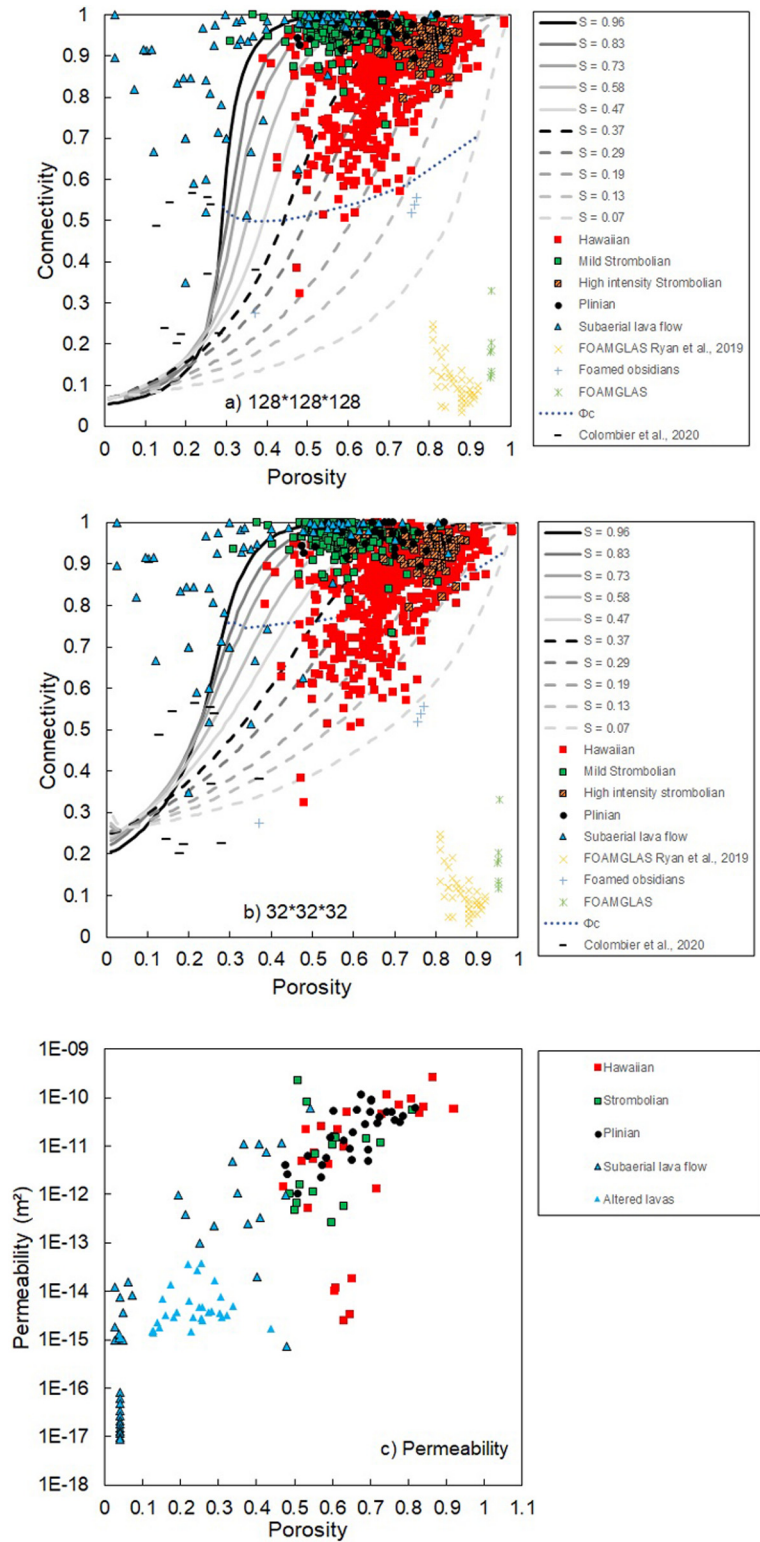 1
0.9
0.8
0.7
0.6
0.5
0.4
0.3
0.2
0.1
0
Connectivity
0 0.1 0.2 0.3 0.4 0.5 0.6 0.7 0.8 0.9 1
Porosity
a) 128*128*128
S = 0.96
S = 0.83
S = 0.73
S = 0.58
S = 0.47
S = 0.37
S = 0.29
S = 0.19
S = 0.13
S = 0.07
Hawaiian
Mild Strombolian
High intensity Strombolian
Plinian
Subaerial lava flow
FOAMGLAS Ryan et al., 2019
Foamed obsidians
FOAMGLAS
Φc
Colombier et al., 2020
1
0.9
0.8
0.7
0.6
0.5
0.4
0.3
0.2
0.1
0
Connectivity
0 0.1 0.2 0.3 0.4 0.5 0.6 0.7 0.8 0.9 1
Porosity
b) 32*32*32
S = 0.96
S = 0.83
S = 0.73
S = 0.58
S = 0.47
S = 0.37
S = 0.29
S = 0.19
S = 0.13
S = 0.07
Hawaiian
Mild Strombolian
High intensity strombolian
Plinian
Subaerial lava flow
FOAMGLAS Ryan et al., 2019
Foamed obsidians
FOAMGLAS
Φc
Colombier et al., 2020
1E-09
1E-10
1E-11
1E-12
1E-13
1E-14
1E-15
1E-16
1E-17
1E-18
Permeability (m²)
0 0.1 0.2 0.3 0.4 0.5 0.6 0.7 0.8 0.9 1 1.1
Porosity
c) Permeability
Hawaiian
Strombolian
Plinian
Subaerial lava flow
Altered lavas